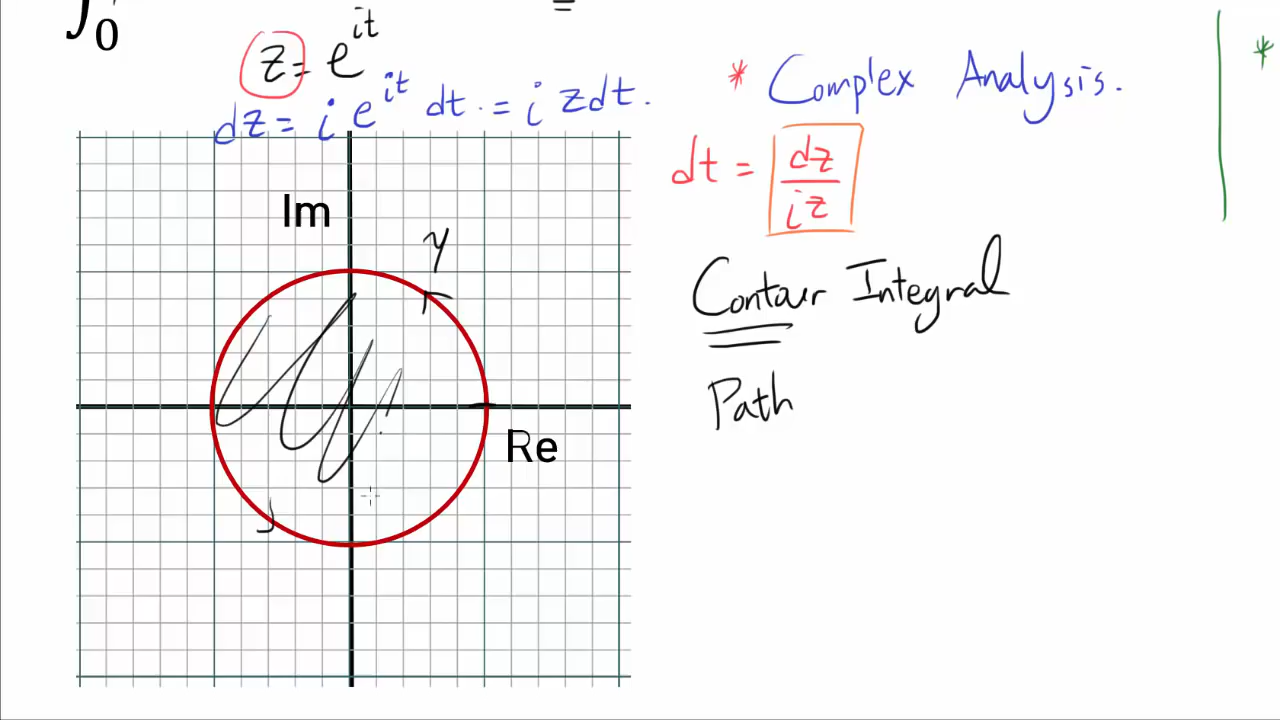 ∫₀
=
z = e^{it}
dz = i e^{it} dt. = i z dt.
* Complex Analysis.
*
dt = dz/iz
Im
γ
Contour Integral
Path
Re